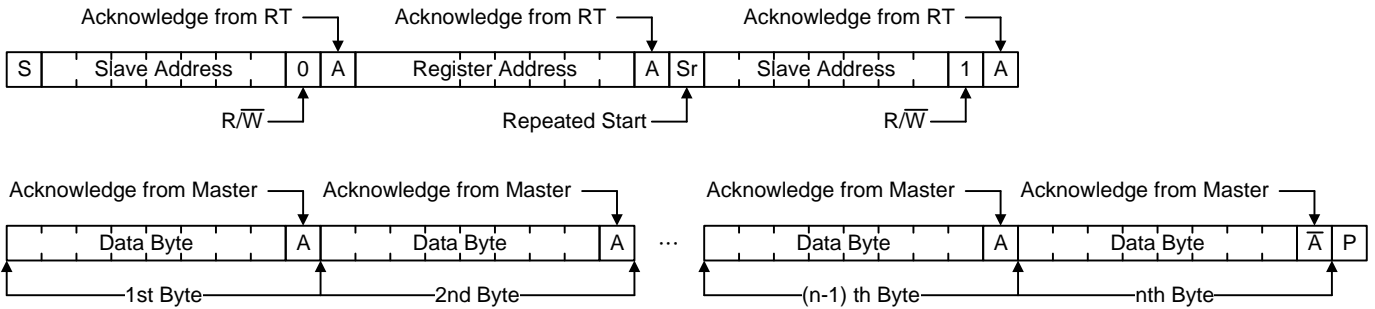 Acknowledge from RT Acknowledge from RT Acknowledge from RT
S Slave Address 0 A Register Address A Sr Slave Address 1 A
R/W̅ Repeated Start R/W̅
Acknowledge from Master Acknowledge from Master Acknowledge from Master Acknowledge from Master
Data Byte A Data Byte A ... Data Byte A Data Byte A̅ P
1st Byte 2nd Byte (n-1) th Byte nth Byte